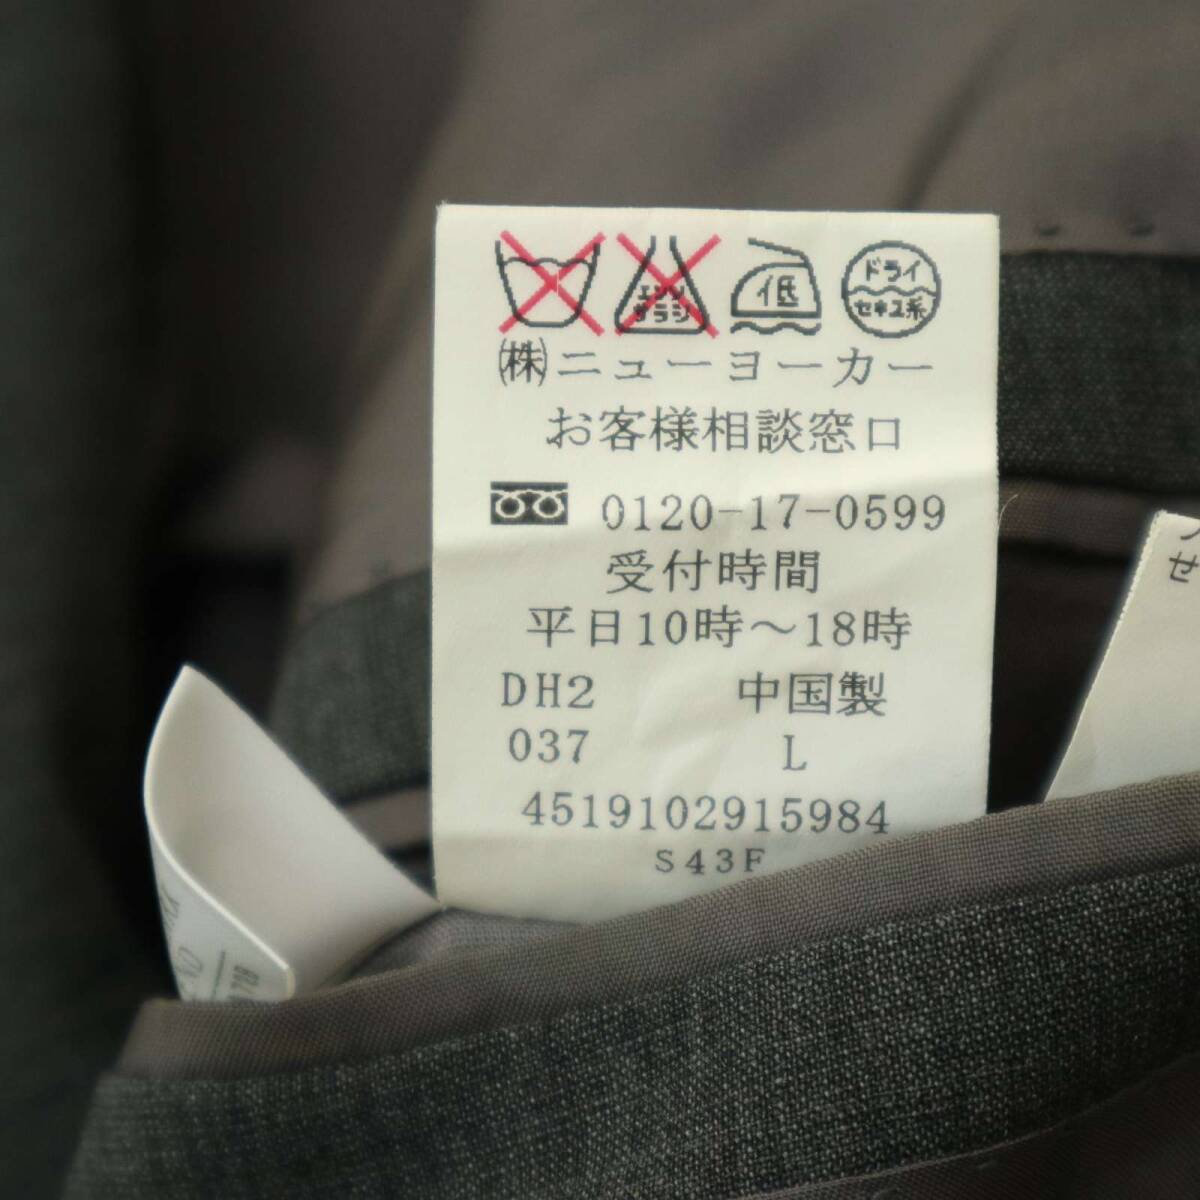 エンソ
サラシ
低
ドライ
セキユ系
㈱ニューヨーカー
お客様相談窓口
0120-17-0599
受付時間
平日10時～18時
DH2 中国製
037 L
4519102915984
S43F
せ